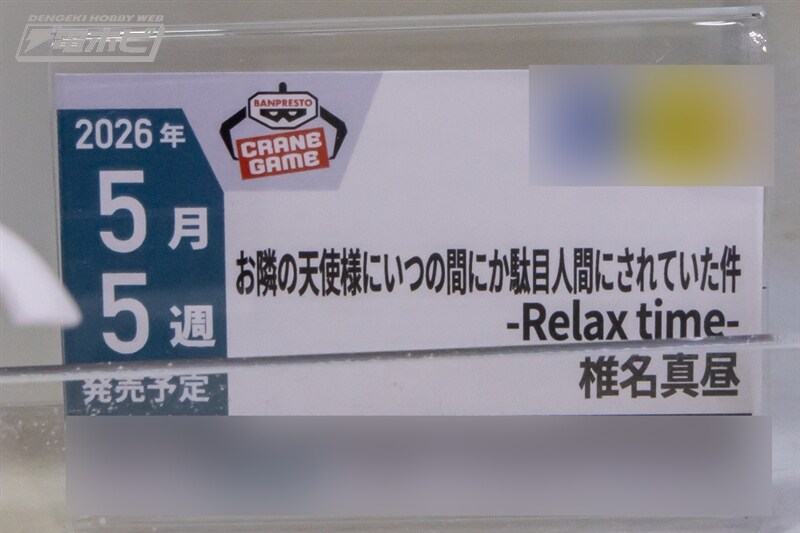 DENGEKI HOBBY WEB
電ホビ
BANPRESTO
CRANE
GAME
2026年
5月
5週
発売予定
お隣の天使様にいつの間にか駄目人間にされていた件
-Relax time-
椎名真昼